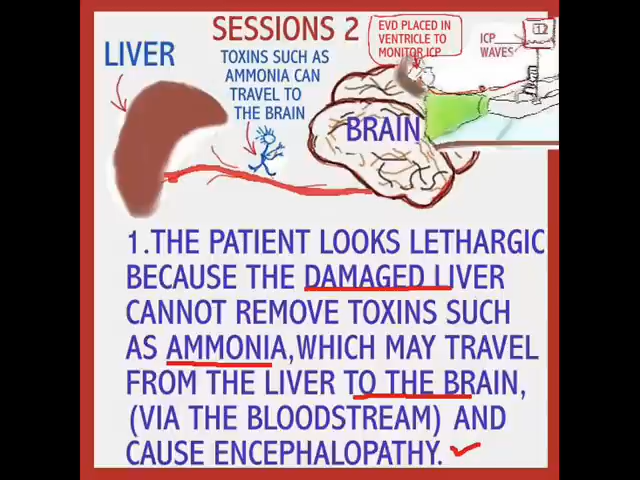 SESSIONS 2
EVD PLACED IN
VENTRICLE TO
MONITOR ICP
ICP
WAVES
12
LIVER
TOXINS SUCH AS
AMMONIA CAN
TRAVEL TO
THE BRAIN
BRAIN
1.THE PATIENT LOOKS LETHARGIC
BECAUSE THE DAMAGED LIVER
CANNOT REMOVE TOXINS SUCH
AS AMMONIA,WHICH MAY TRAVEL
FROM THE LIVER TO THE BRAIN,
(VIA THE BLOODSTREAM) AND
CAUSE ENCEPHALOPATHY.